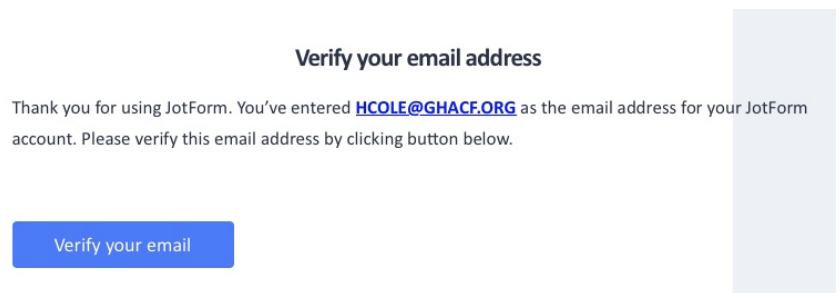 Verify your email address
Thank you for using JotForm. You’ve entered HCOLE@GHACF.ORG as the email address for your JotForm
account. Please verify this email address by clicking button below.
Verify your email